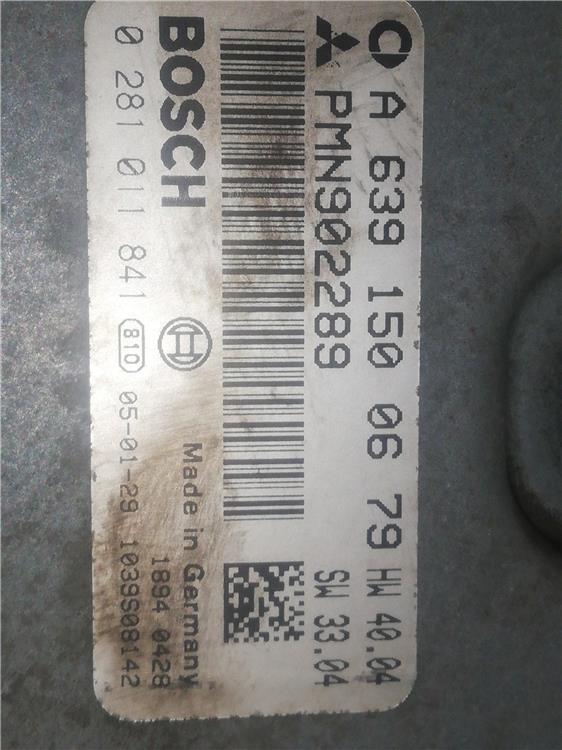 A 639 150 06 79 HW 40.04
PMN902289 SW 33.04
BOSCH Made in Germany
1894 0428
0 281 011 841 810 05-01-29 1039S08142